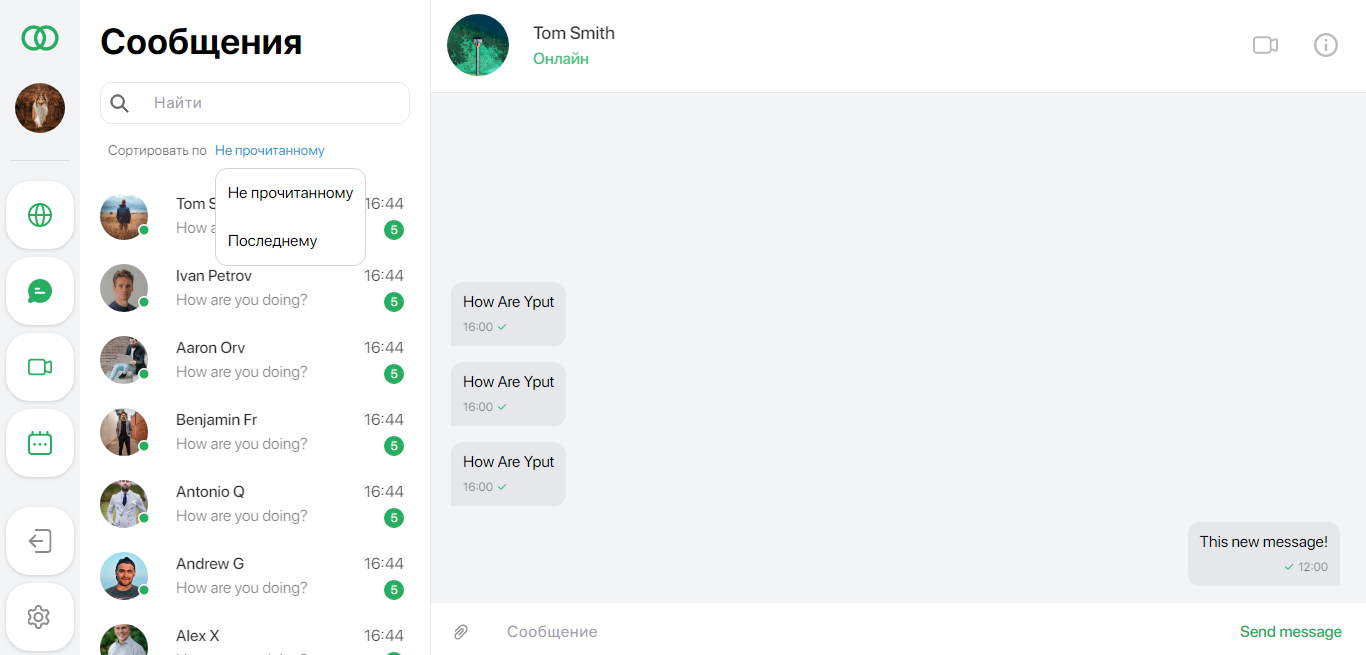 Сообщения
Найти
Сортировать по Не прочитанному
Не прочитанному
Последнему
Tom S
16:44
How a
5
Ivan Petrov
16:44
How are you doing?
5
Aaron Orv
16:44
How are you doing?
5
Benjamin Fr
16:44
How are you doing?
5
Antonio Q
16:44
How are you doing?
5
Andrew G
16:44
How are you doing?
5
Alex X
16:44
Tom Smith
Онлайн
How Are Yput
16:00
How Are Yput
16:00
How Are Yput
16:00
This new message!
12:00
Сообщение
Send message